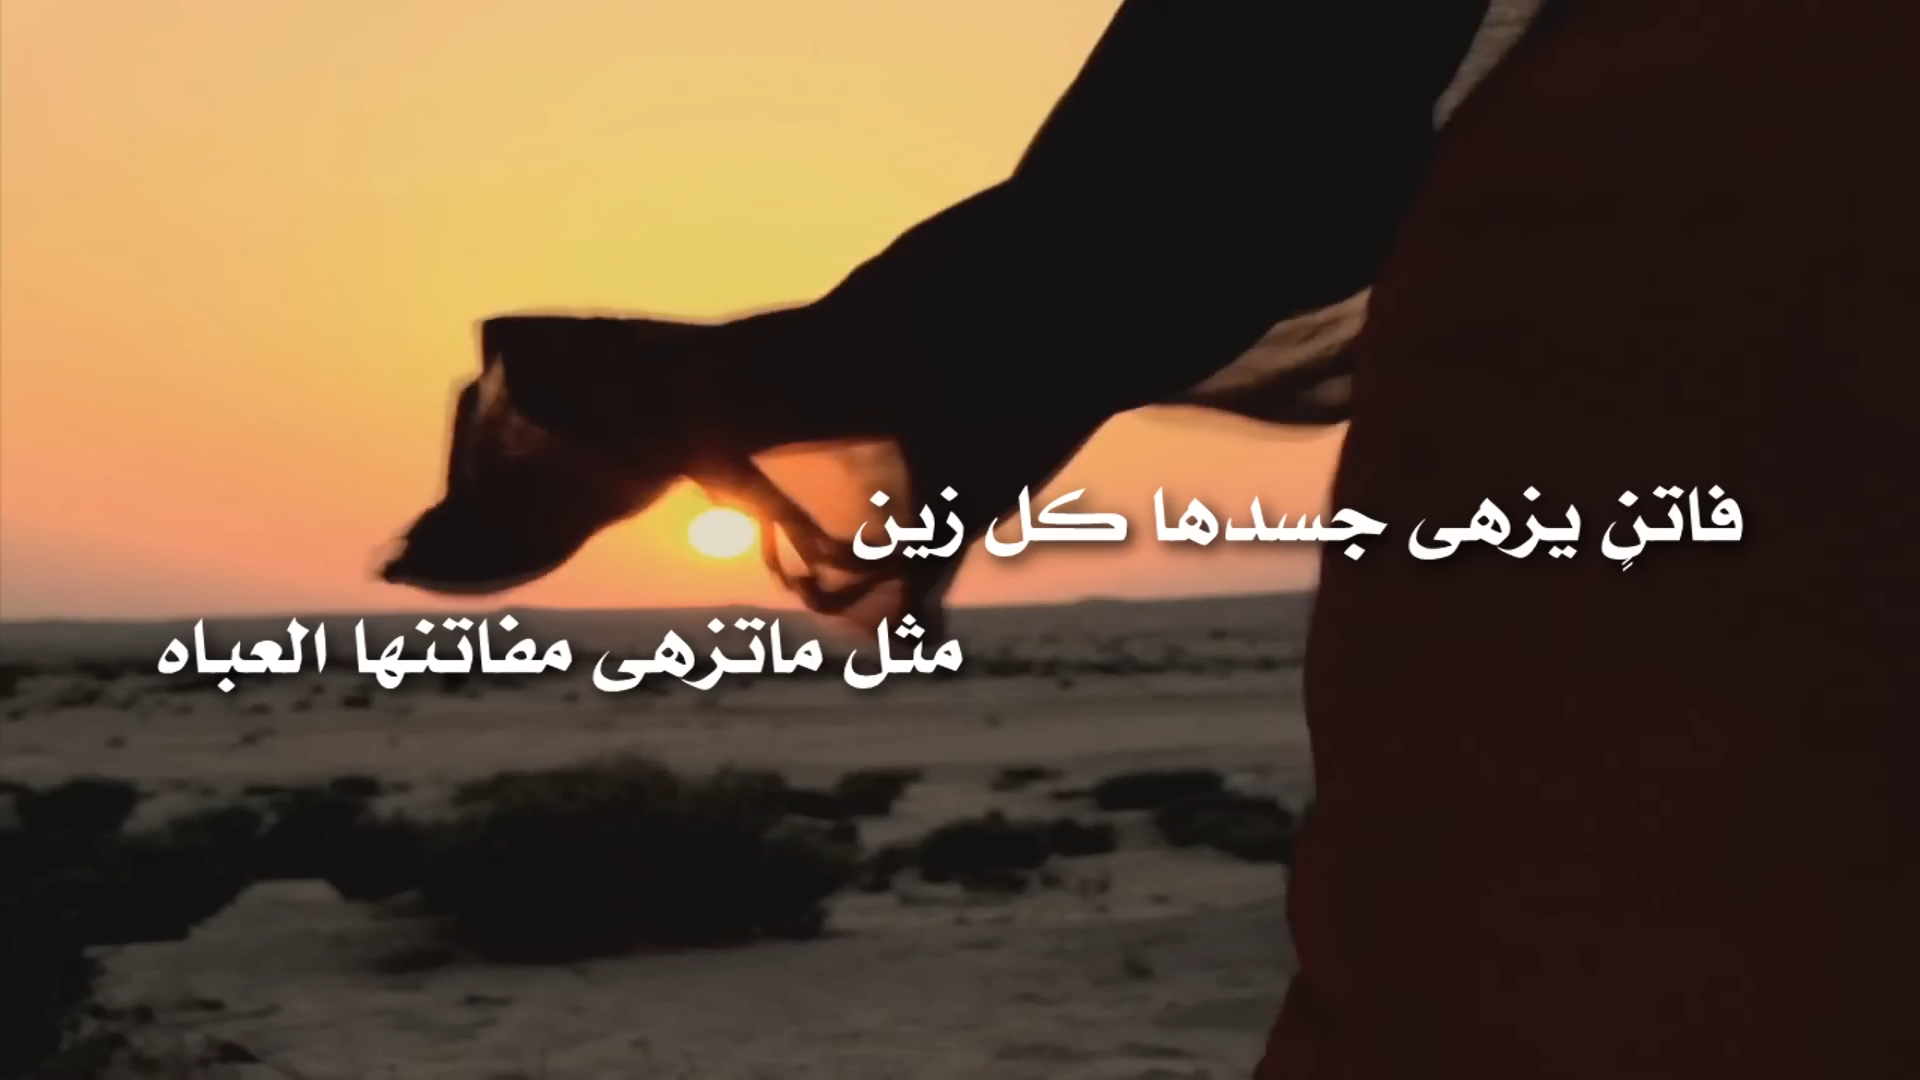 فاتنٍ يزهى جسدها كل زين
مثل ماتزهى مفاتنها العباه